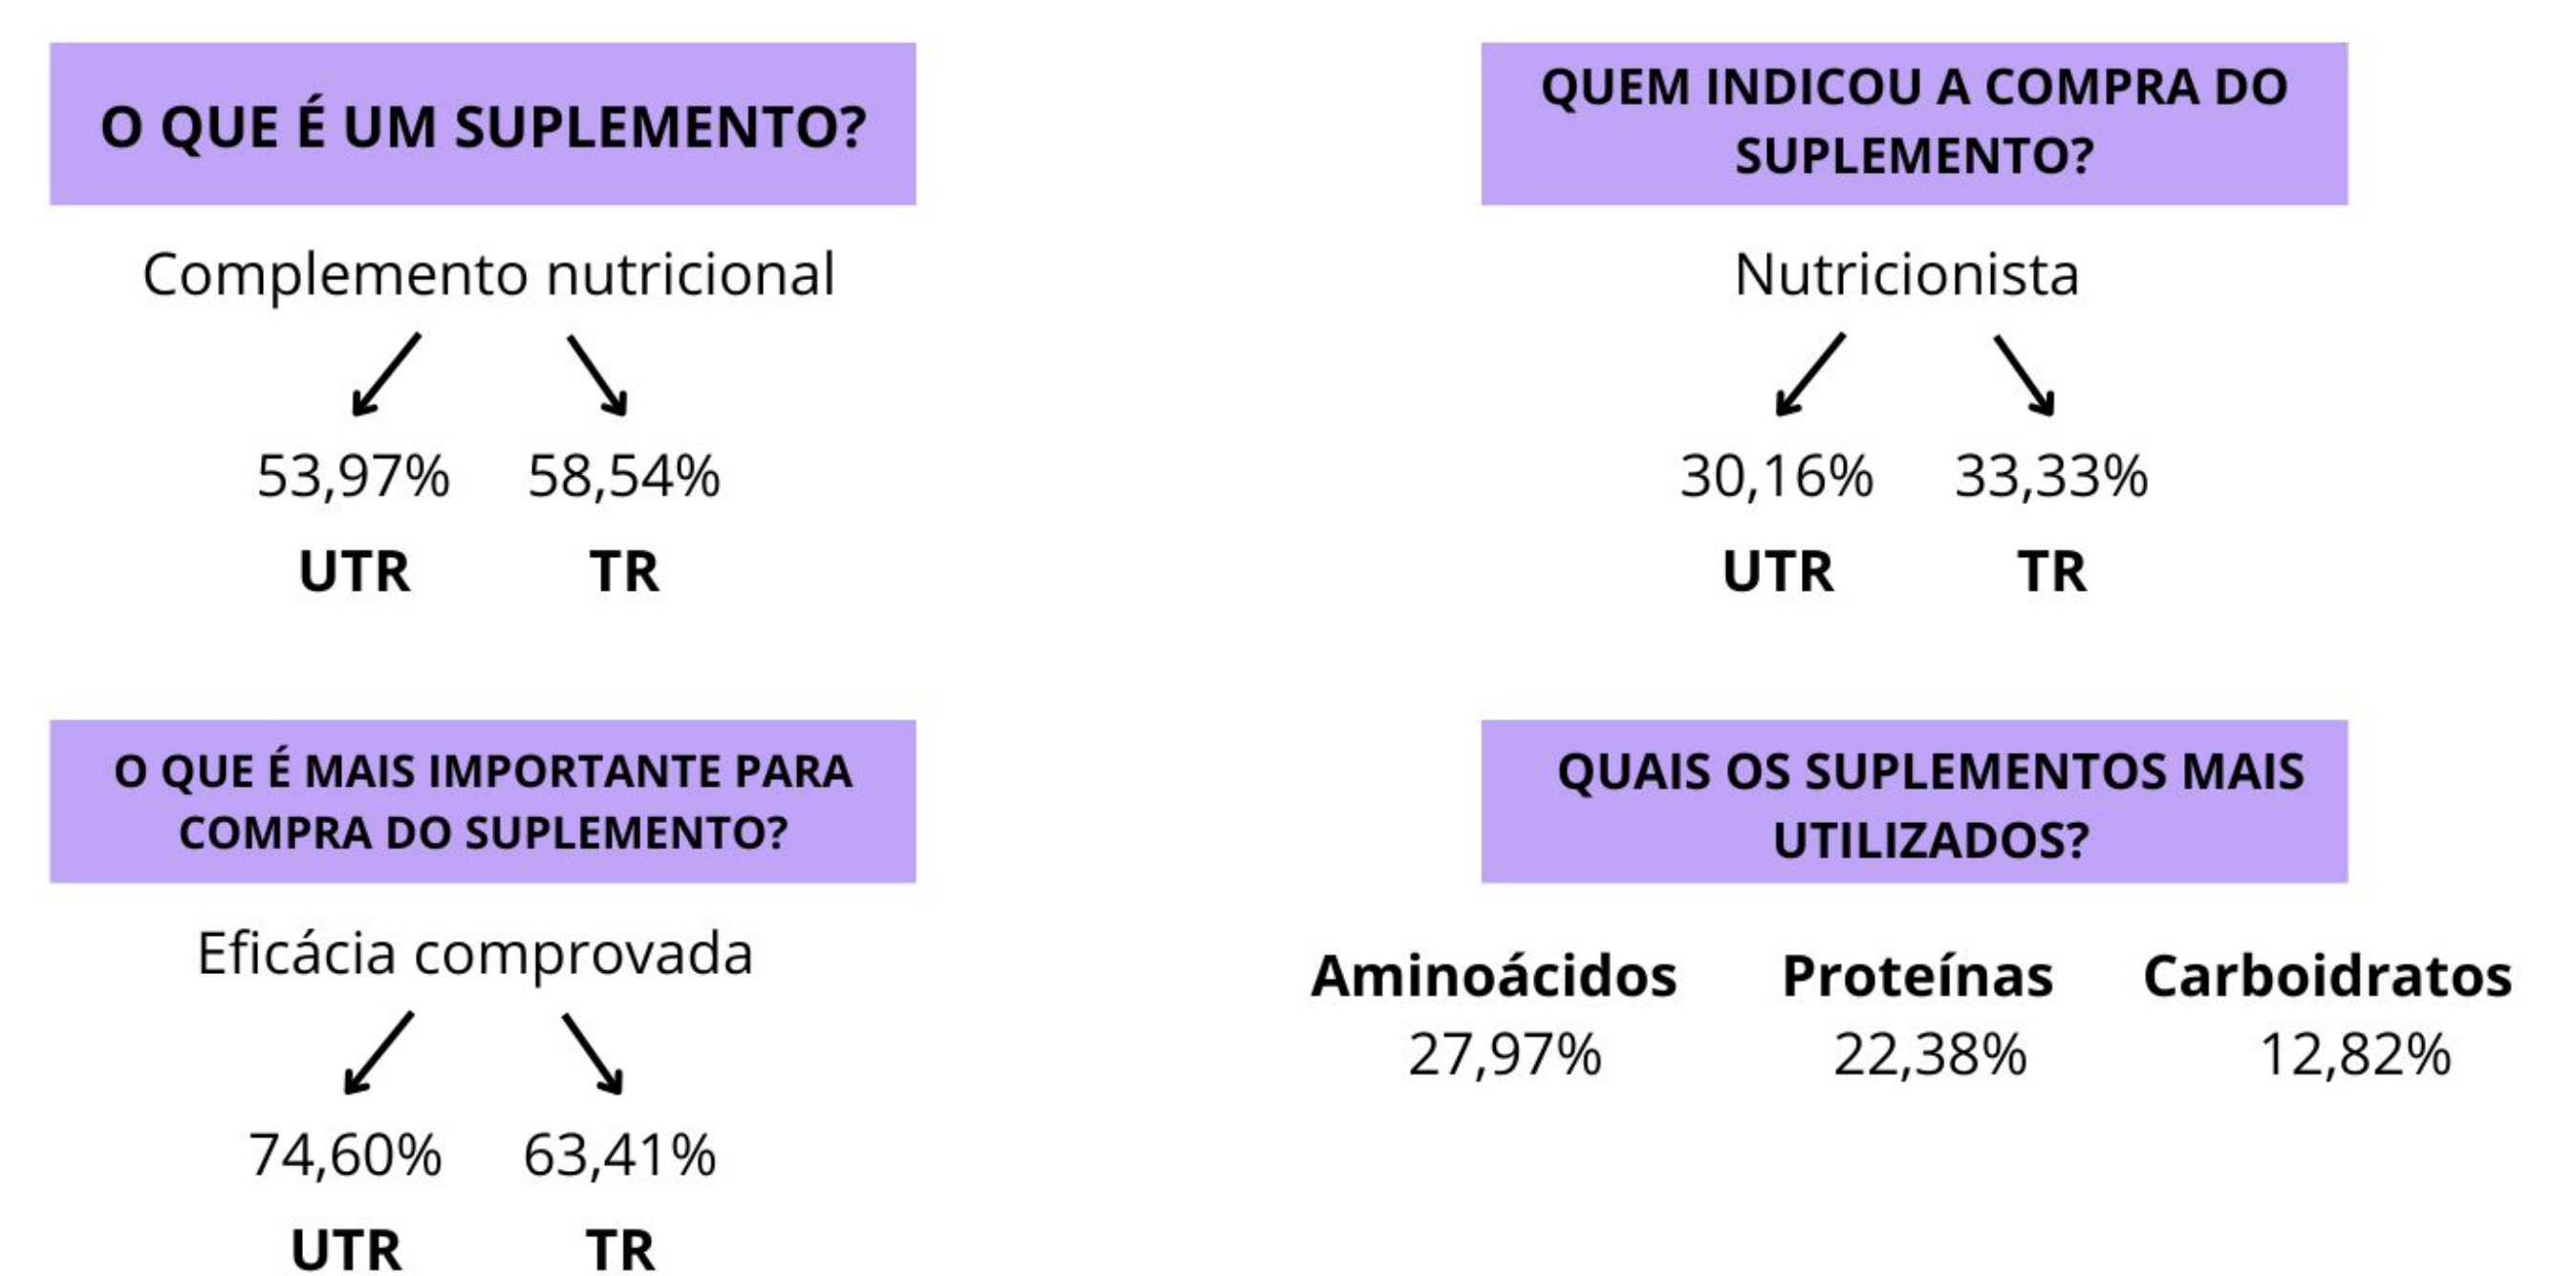 O QUE É UM SUPLEMENTO?
Complemento nutricional
53,97% 58,54%
UTR TR
QUEM INDICOU A COMPRA DO
SUPLEMENTO?
Nutricionista
30,16% 33,33%
UTR TR
O QUE É MAIS IMPORTANTE PARA
COMPRA DO SUPLEMENTO?
Eficácia comprovada
74,60% 63,41%
UTR TR
QUAIS OS SUPLEMENTOS MAIS
UTILIZADOS?
Aminoácidos Proteínas Carboidratos
27,97% 22,38% 12,82%